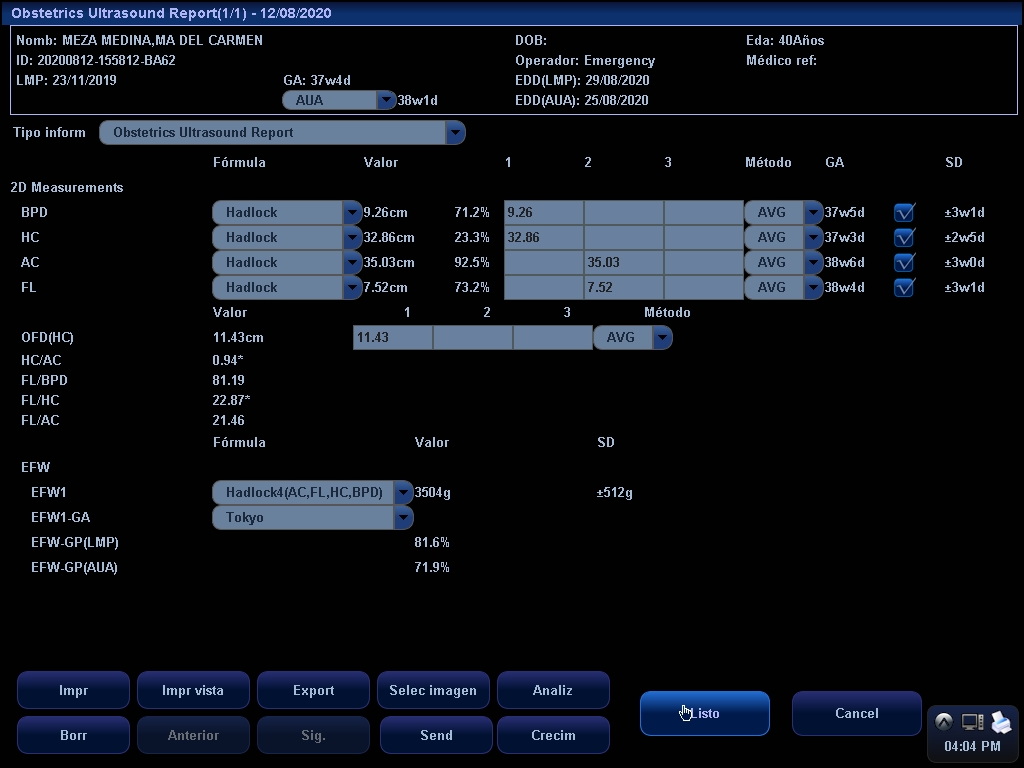 Obstetrics Ultrasound Report(1/1) - 12/08/2020
Nomb: MEZA MEDINA,MA DEL CARMEN DOB: Eda: 40Años
ID: 20200812-155812-BA62 Operador: Emergency Médico ref:
LMP: 23/11/2019 GA: 37w4d EDD(LMP): 29/08/2020
AUA 38w1d EDD(AUA): 25/08/2020
Tipo inform Obstetrics Ultrasound Report
Fórmula Valor 1 2 3 Método GA SD
2D Measurements
BPD Hadlock 9.26cm 71.2% 9.26 AVG 37w5d ±3w1d
HC Hadlock 32.86cm 23.3% 32.86 AVG 37w3d ±2w5d
AC Hadlock 35.03cm 92.5% 35.03 AVG 38w6d ±3w0d
FL Hadlock 7.52cm 73.2% 7.52 AVG 38w4d ±3w1d
Valor 1 2 3 Método
OFD(HC) 11.43cm 11.43 AVG
HC/AC 0.94*
FL/BPD 81.19
FL/HC 22.87*
FL/AC 21.46
Fórmula Valor SD
EFW
EFW1 Hadlock4(AC,FL,HC,BPD) 3504g ±512g
EFW1-GA Tokyo
EFW-GP(LMP) 81.6%
EFW-GP(AUA) 71.9%
Impr Impr vista Export Selec imagen Analiz
Listo Cancel
Borr Anterior Sig. Send Crecim
04:04 PM